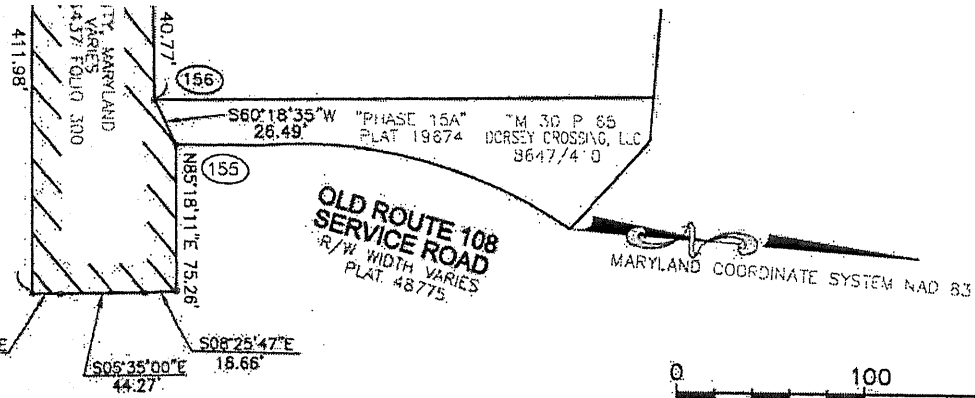 411.98'
TY, MARYLAND
VARIES
FOLIO 300
40.77'
156
S60°18'35"W
26.49'
"PHASE 15A"
PLAT 19674
TM 30 P 65
DORSEY CROSSING, LLC
155
N85°18'11"E 75.26'
OLD ROUTE 108
SERVICE ROAD
R/W WIDTH VARIES
PLAT 48775
MARYLAND COORDINATE SYSTEM NAD 83
E
S05°35'00"E
44.27'
S08°25'47"E
18.66'
0
100